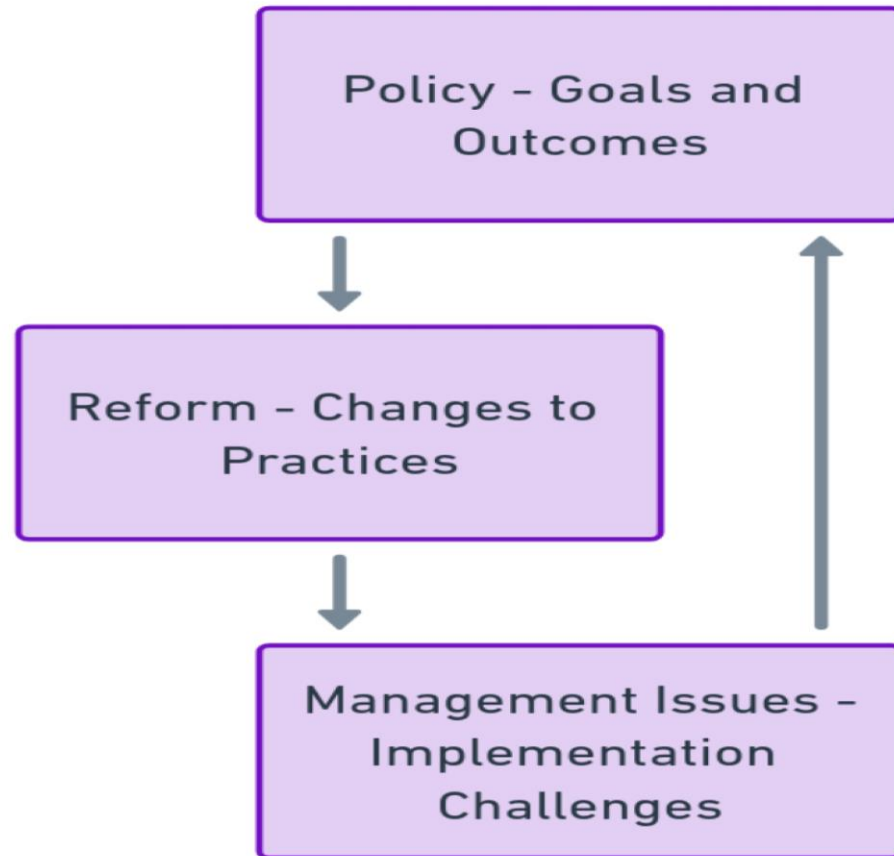 Policy - Goals and
Outcomes
Reform - Changes to
Practices
Management Issues -
Implementation
Challenges